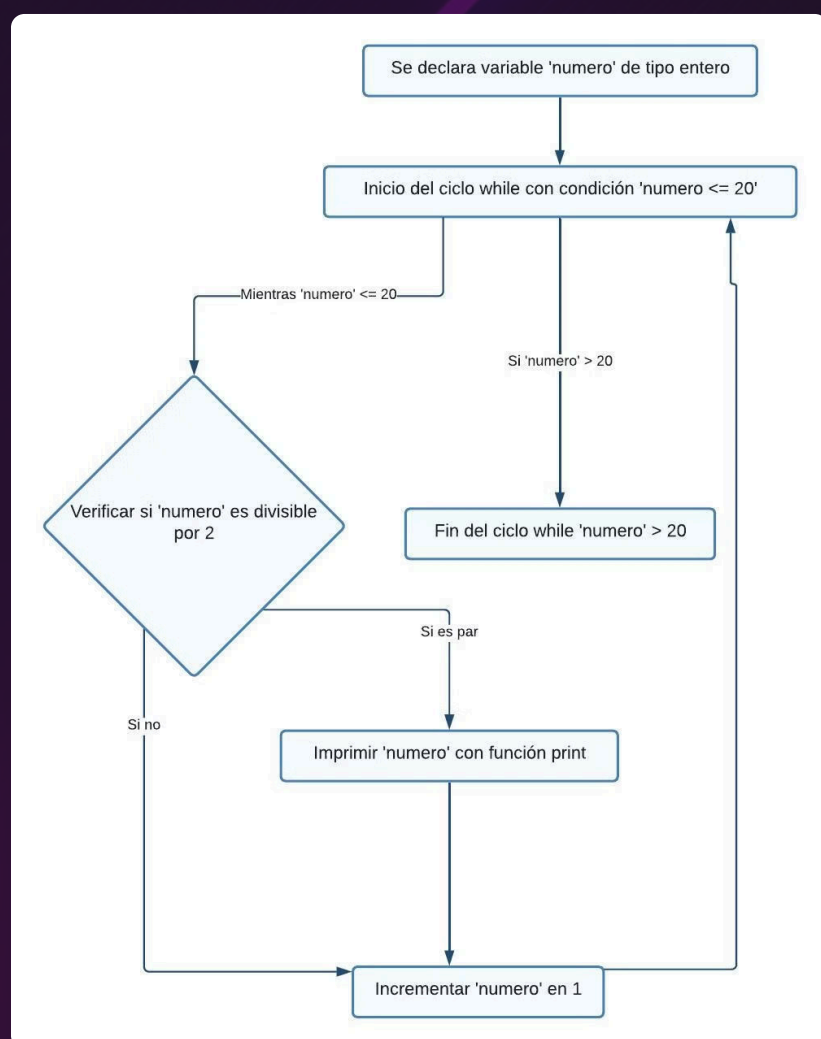 Se declara variable 'numero' de tipo entero
Inicio del ciclo while con condición 'numero <= 20'
Mientras 'numero' <= 20
Si 'numero' > 20
Verificar si 'numero' es divisible
por 2
Fin del ciclo while 'numero' > 20
Si es par
Si no
Imprimir 'numero' con función print
Incrementar 'numero' en 1